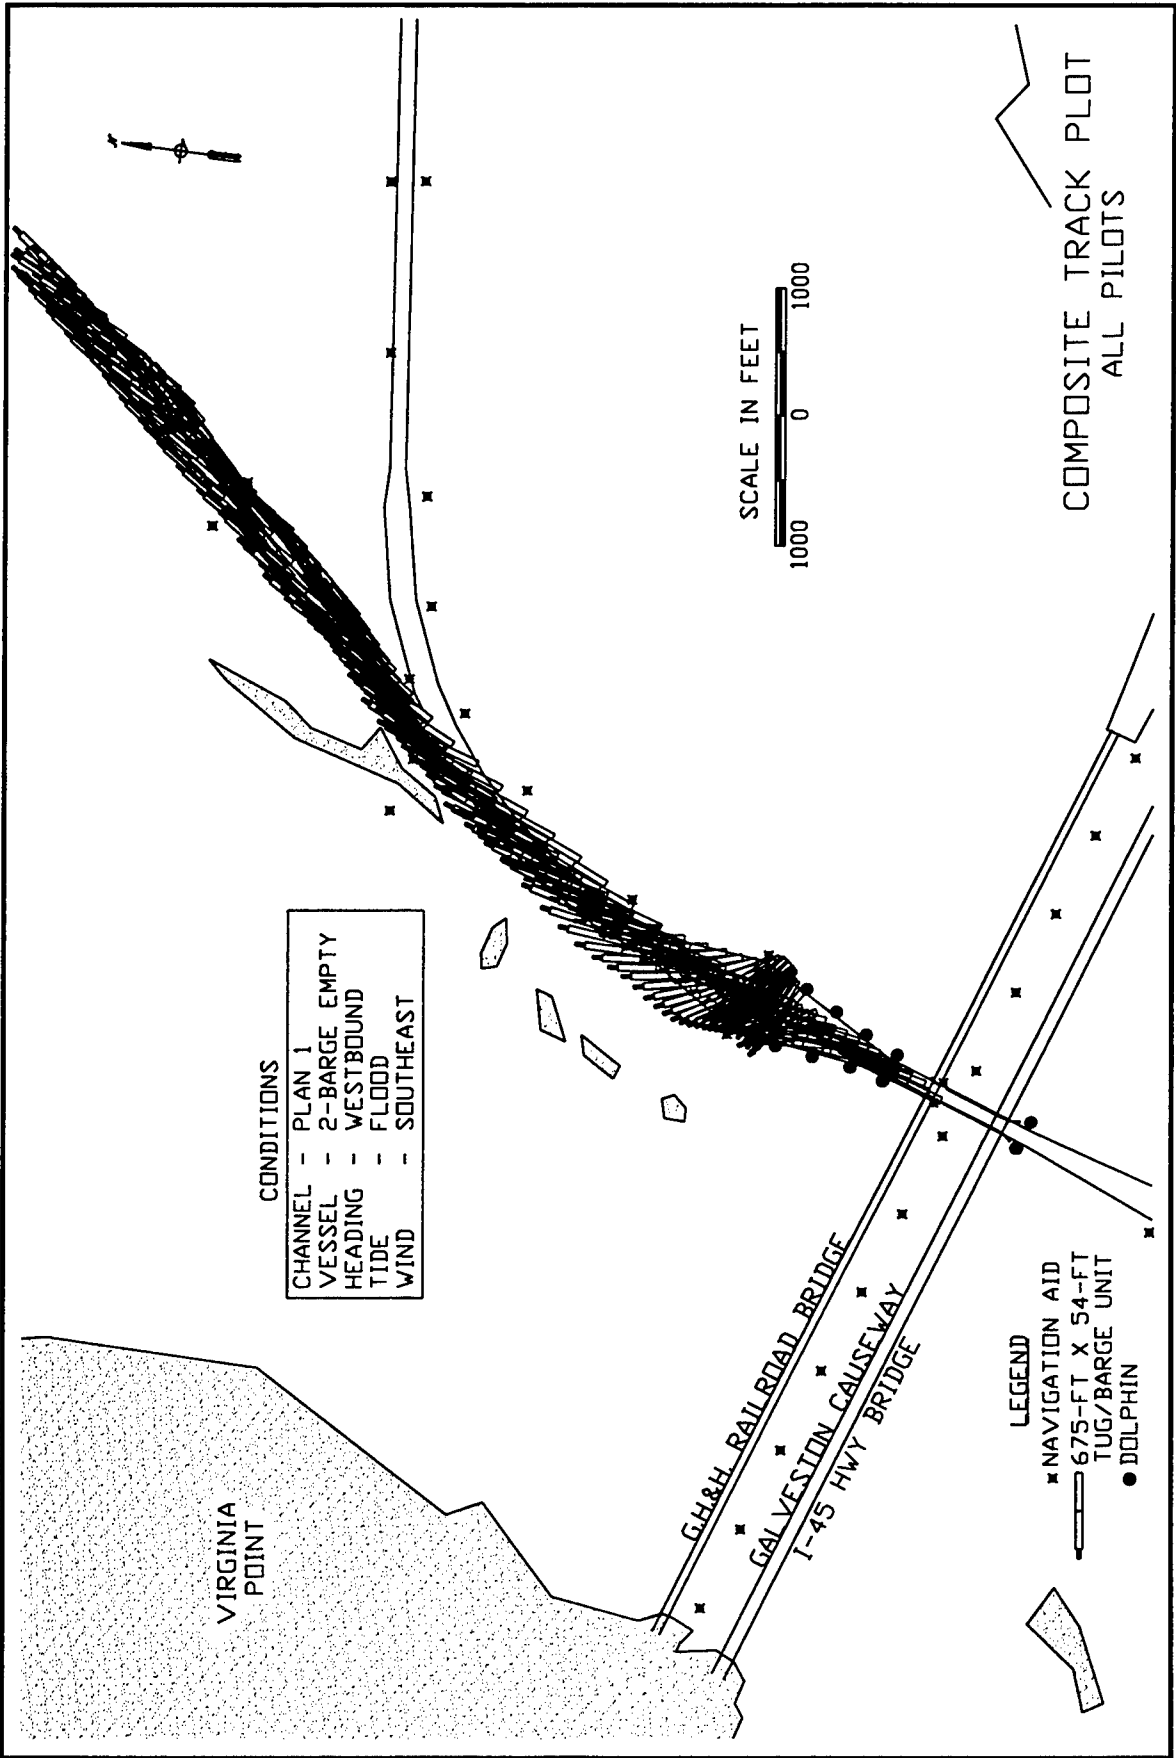 N
VIRGINIA
POINT
CONDITIONS
CHANNEL - PLAN 1
VESSEL - 2-BARGE EMPTY
HEADING - WESTBOUND
TIDE - FLOOD
WIND - SOUTHEAST
G.H.&H. RAILROAD BRIDGE
GALVESTON CAUSEWAY
I-45 HWY BRIDGE
SCALE IN FEET
1000 0 1000
LEGEND
NAVIGATION AID
675-FT X 54-FT
TUG/BARGE UNIT
DOLPHIN
COMPOSITE TRACK PLOT
ALL PILOTS